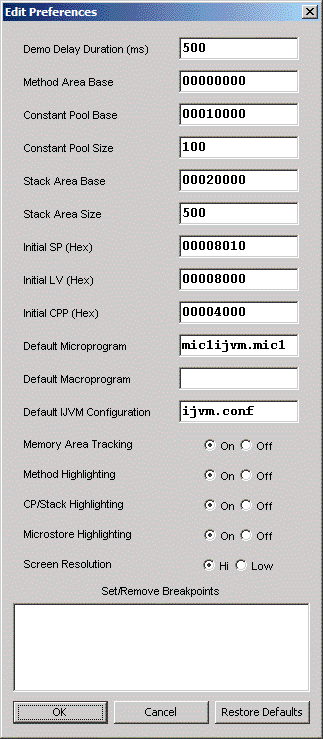 Edit Preferences
Demo Delay Duration (ms) 500
Method Area Base 00000000
Constant Pool Base 00010000
Constant Pool Size 100
Stack Area Base 00020000
Stack Area Size 500
Initial SP (Hex) 00008010
Initial LV (Hex) 00008000
Initial CPP (Hex) 00004000
Default Microprogram mic1ijvm.mic1
Default Macroprogram
Default IJVM Configuration ijvm.conf
Memory Area Tracking On Off
Method Highlighting On Off
CP/Stack Highlighting On Off
Microstore Highlighting On Off
Screen Resolution Hi Low
Set/Remove Breakpoints
OK Cancel Restore Defaults